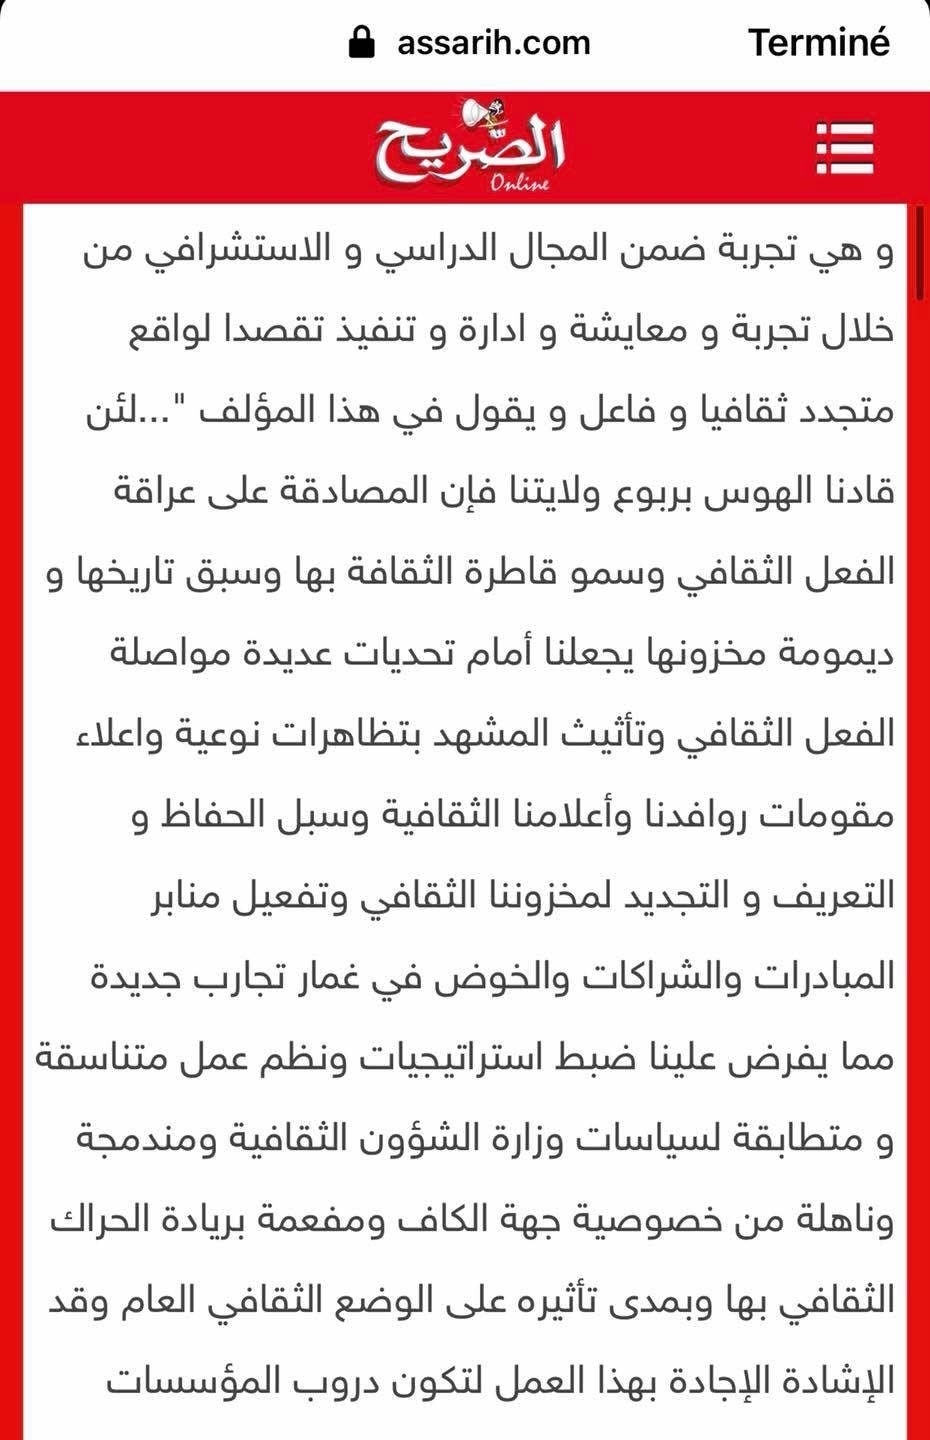 assarih.com
Terminé
الصّريح
Online
و هي تجربة ضمن المجال الدراسي و الاستشرافي من
خلال تجربة و معايشة و ادارة و تنفيذ تقصدا لواقع
متجدد ثقافيا و فاعل و يقول في هذا المؤلف "...لئن
قادنا الهوس بربوع ولايتنا فإن المصادقة على عراقة
الفعل الثقافي وسمو قاطرة الثقافة بها وسبق تاريخها و
ديمومة مخزونها يجعلنا أمام تحديات عديدة مواصلة
الفعل الثقافي وتأثيث المشهد بتظاهرات نوعية واعلاء
مقومات روافدنا وأعلامنا الثقافية وسبل الحفاظ و
التعريف و التجديد لمخزوننا الثقافي وتفعيل منابر
المبادرات والشراكات والخوض في غمار تجارب جديدة
مما يفرض علينا ضبط استراتيجيات ونظم عمل متناسقة
و متطابقة لسياسات وزارة الشؤون الثقافية ومندمجة
وناهلة من خصوصية جهة الكاف ومفعمة بريادة الحراك
الثقافي بها وبمدى تأثيره على الوضع الثقافي العام وقد
الإشادة الإجادة بهذا العمل لتكون دروب المؤسسات